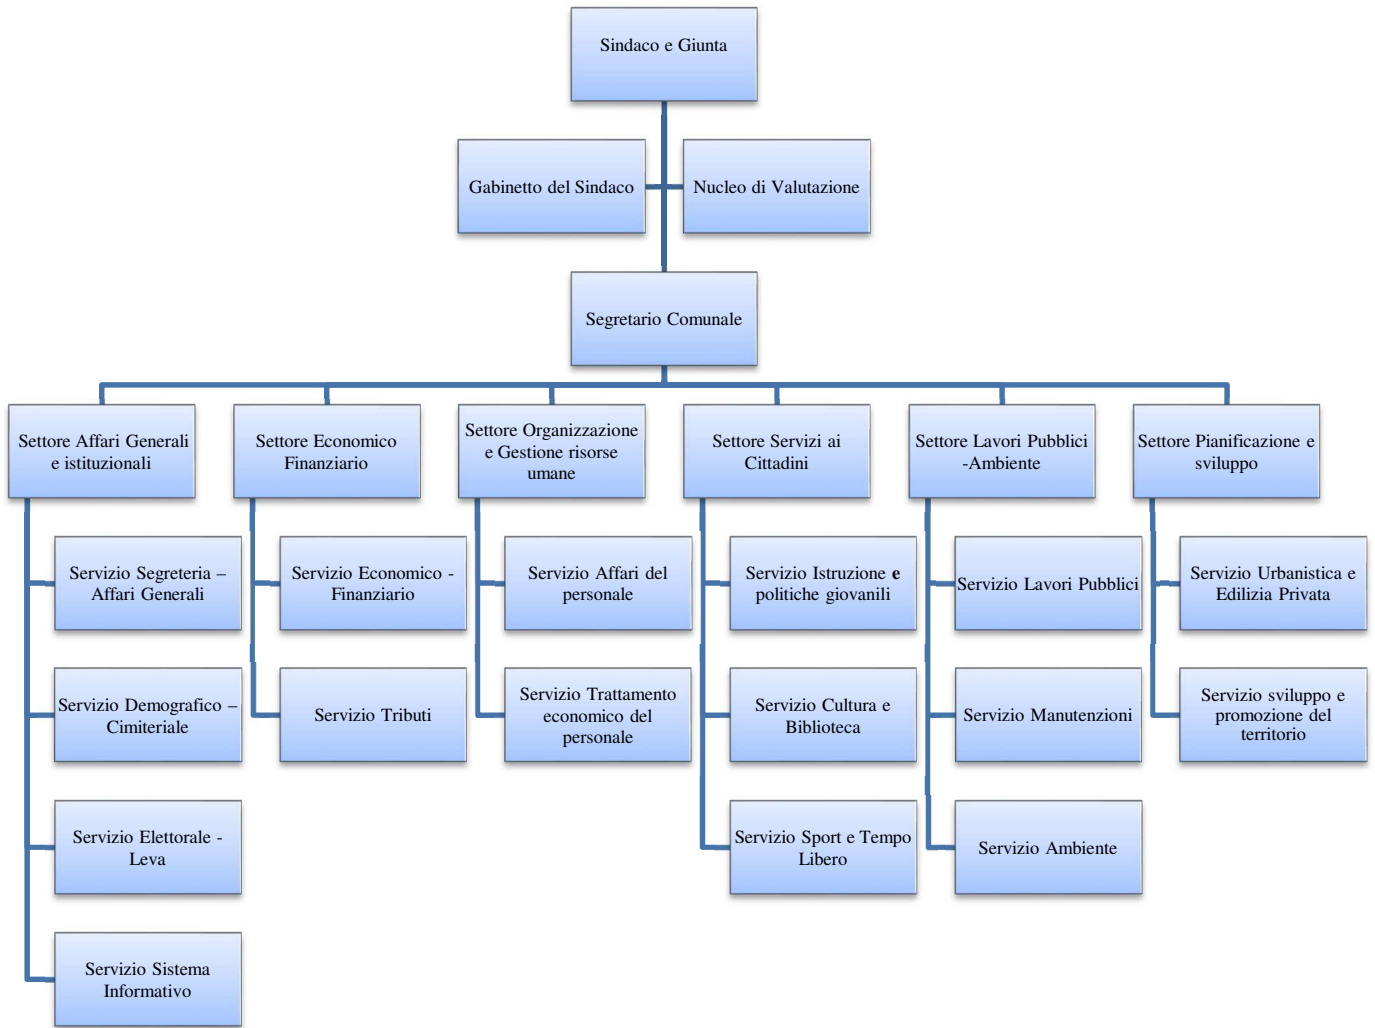 Sindaco e Giunta
Gabinetto del Sindaco
Nucleo di Valutazione
Segretario Comunale
Settore Affari Generali
e istituzionali
Settore Economico
Finanziario
Settore Organizzazione
e Gestione risorse
umane
Settore Servizi ai
Cittadini
Settore Lavori Pubblici
-Ambiente
Settore Pianificazione e
sviluppo
Servizio Segreteria –
Affari Generali
Servizio Economico -
Finanziario
Servizio Affari del
personale
Servizio Istruzione e
politiche giovanili
Servizio Lavori Pubblici
Servizio Urbanistica e
Edilizia Privata
Servizio Demografico –
Cimiteriale
Servizio Tributi
Servizio Trattamento
economico del
personale
Servizio Cultura e
Biblioteca
Servizio Manutenzioni
Servizio sviluppo e
promozione del
territorio
Servizio Elettorale -
Leva
Servizio Sport e Tempo
Libero
Servizio Ambiente
Servizio Sistema
Informativo